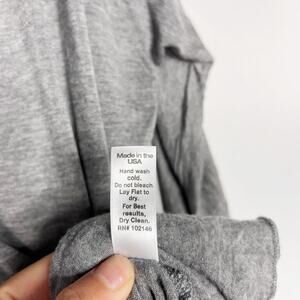 Made in the
USA
Hand wash
cold.
Do not bleach.
Lay Flat to
dry.
For Best
results,
Dry Clean.
RN# 102146